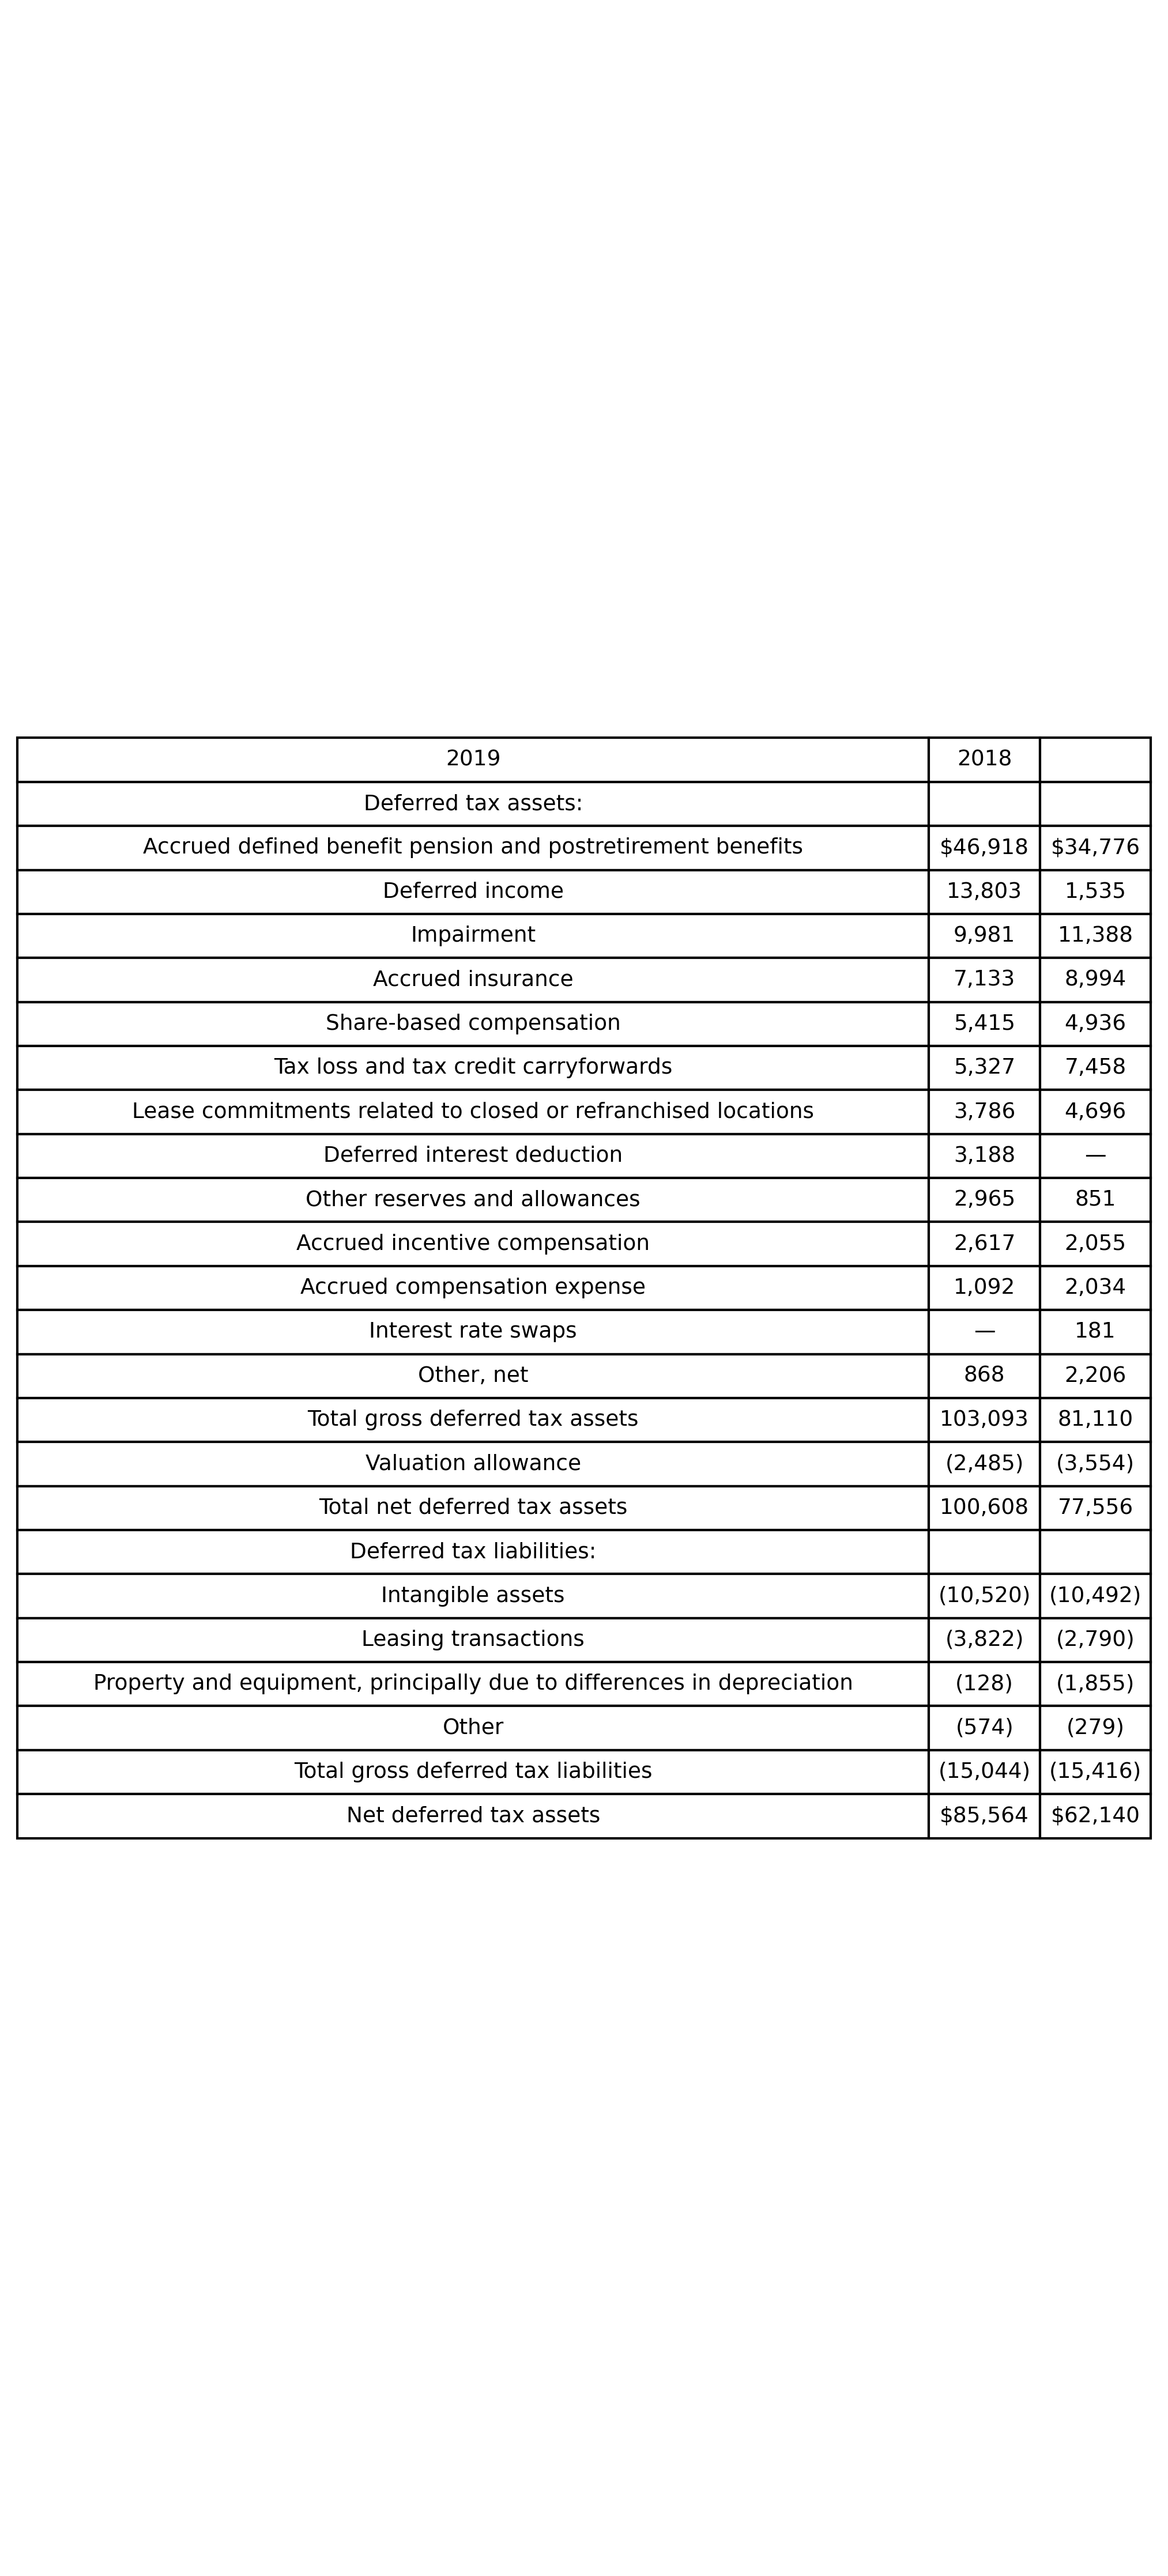 2019 2018
Deferred tax assets:
Accrued defined benefit pension and postretirement benefits $46,918 $34,776
Deferred income 13,803 1,535
Impairment 9,981 11,388
Accrued insurance 7,133 8,994
Share-based compensation 5,415 4,936
Tax loss and tax credit carryforwards 5,327 7,458
Lease commitments related to closed or refranchised locations 3,786 4,696
Deferred interest deduction 3,188 —
Other reserves and allowances 2,965 851
Accrued incentive compensation 2,617 2,055
Accrued compensation expense 1,092 2,034
Interest rate swaps — 181
Other, net 868 2,206
Total gross deferred tax assets 103,093 81,110
Valuation allowance (2,485) (3,554)
Total net deferred tax assets 100,608 77,556
Deferred tax liabilities:
Intangible assets (10,520) (10,492)
Leasing transactions (3,822) (2,790)
Property and equipment, principally due to differences in depreciation (128) (1,855)
Other (574) (279)
Total gross deferred tax liabilities (15,044) (15,416)
Net deferred tax assets $85,564 $62,140